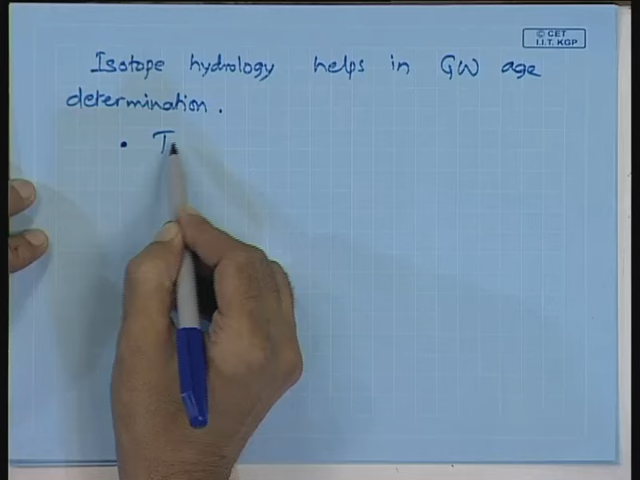 © CET
I.I.T. KGP
Isotope hydrology helps in GW age
determination.
• T